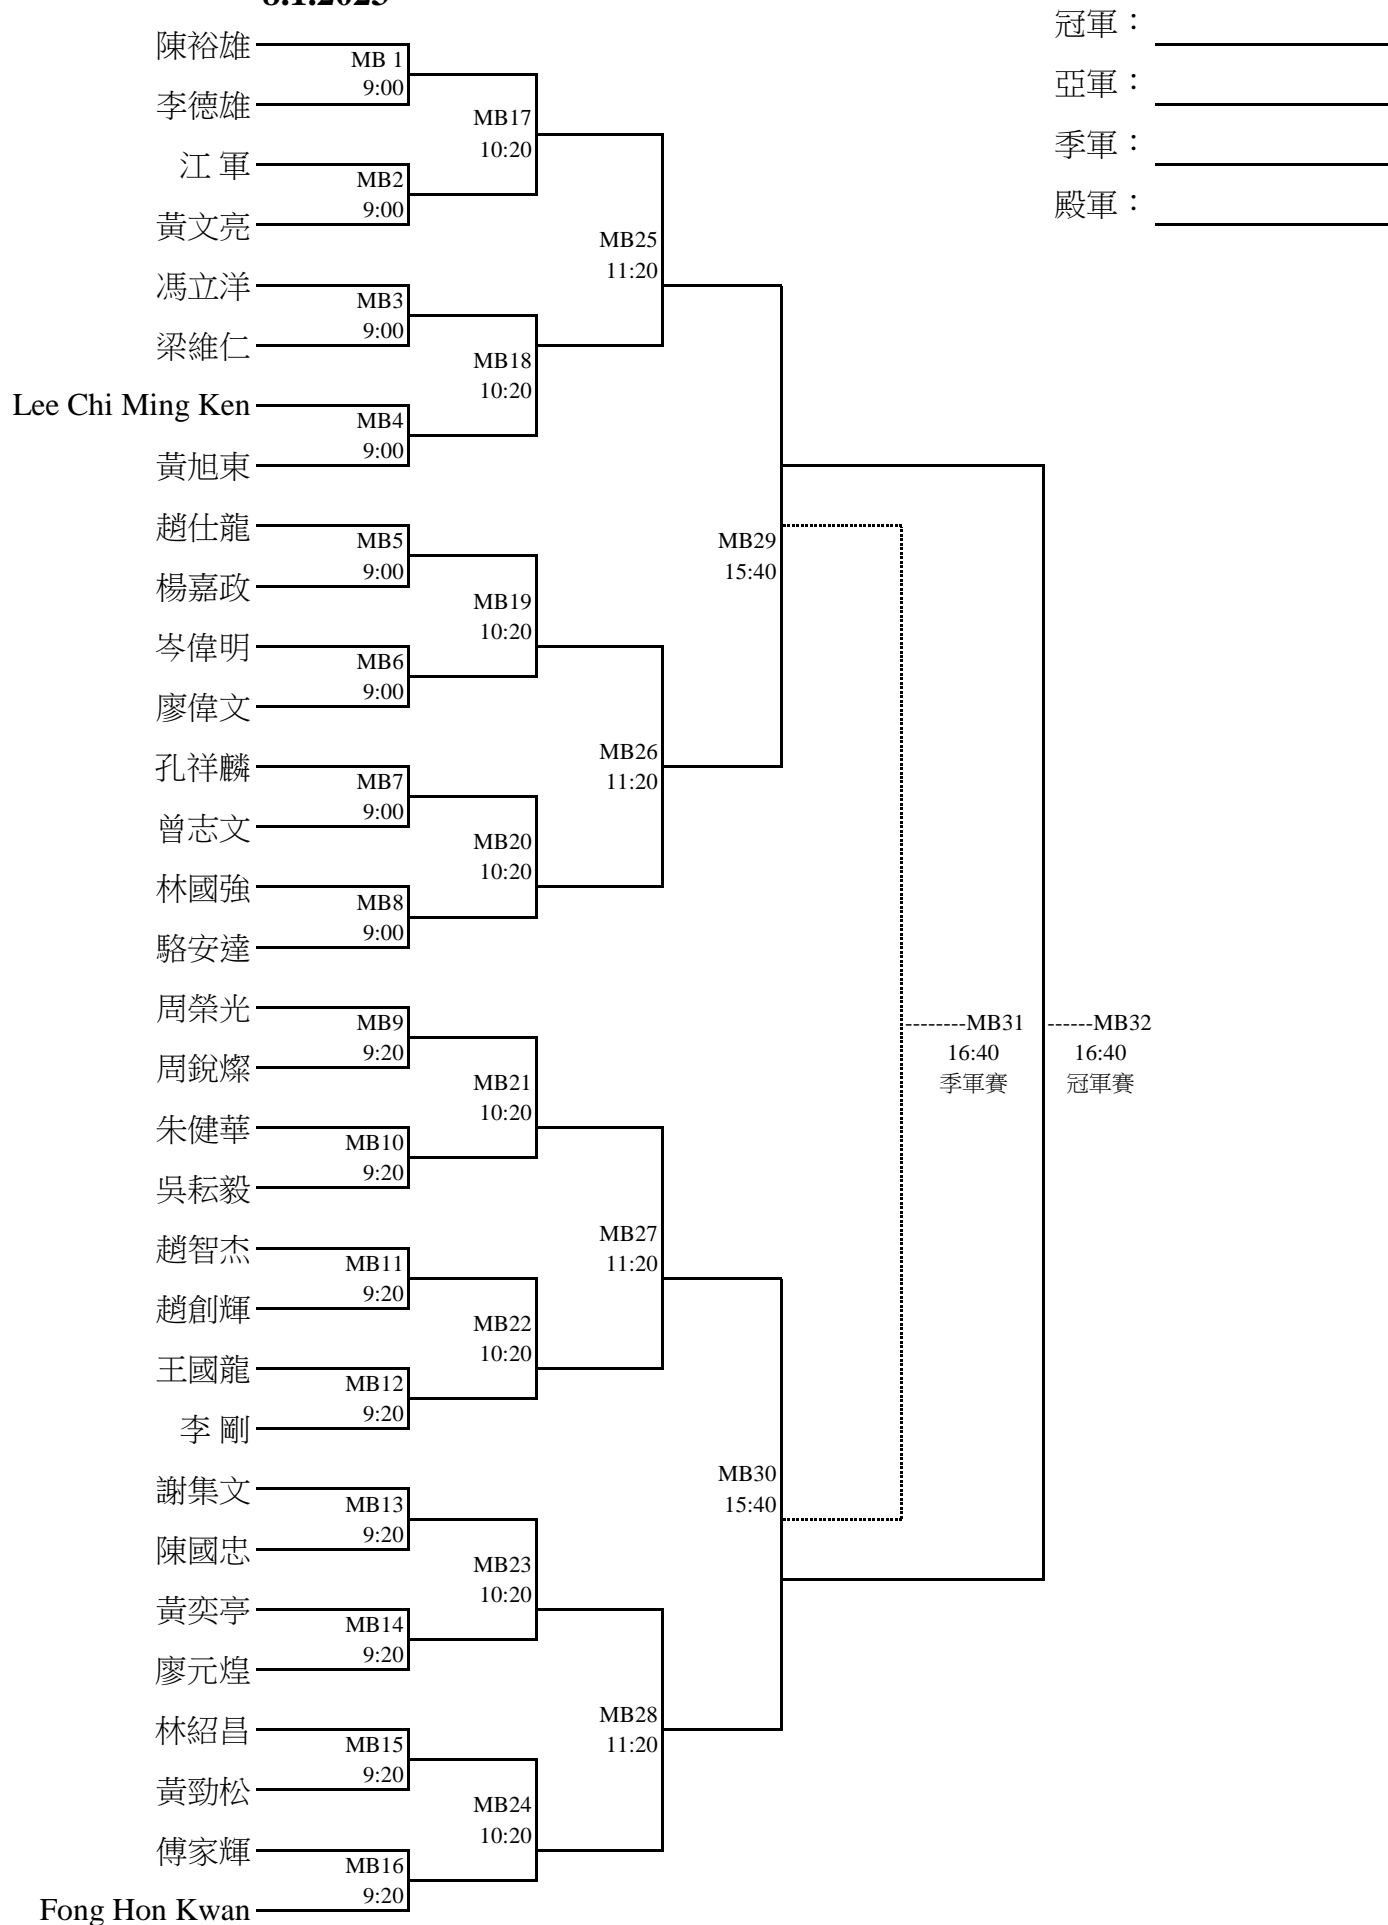 8.1.2023
冠軍：
陳裕雄
MB 1
9:00
亞軍：
李德雄
MB17
10:20
季軍：
江 軍
MB2
9:00
殿軍：
黃文亮
MB25
11:20
馮立洋
MB3
9:00
梁維仁
MB18
10:20
Lee Chi Ming Ken
MB4
9:00
黃旭東
趙仕龍
MB5
9:00
MB29
15:40
楊嘉政
MB19
10:20
岑偉明
MB6
9:00
廖偉文
MB26
11:20
孔祥麟
MB7
9:00
曾志文
MB20
10:20
林國強
MB8
9:00
駱安達
周榮光
MB9
9:20
--------MB31
16:40
季軍賽
------MB32
16:40
冠軍賽
周銳燦
MB21
10:20
朱健華
MB10
9:20
吳耘毅
MB27
11:20
趙智杰
MB11
9:20
趙創輝
MB22
10:20
王國龍
MB12
9:20
李 剛
MB30
15:40
謝集文
MB13
9:20
陳國忠
MB23
10:20
黃奕亭
MB14
9:20
廖元煌
MB28
11:20
林紹昌
MB15
9:20
黃勁松
MB24
10:20
傅家輝
MB16
9:20
Fong Hon Kwan